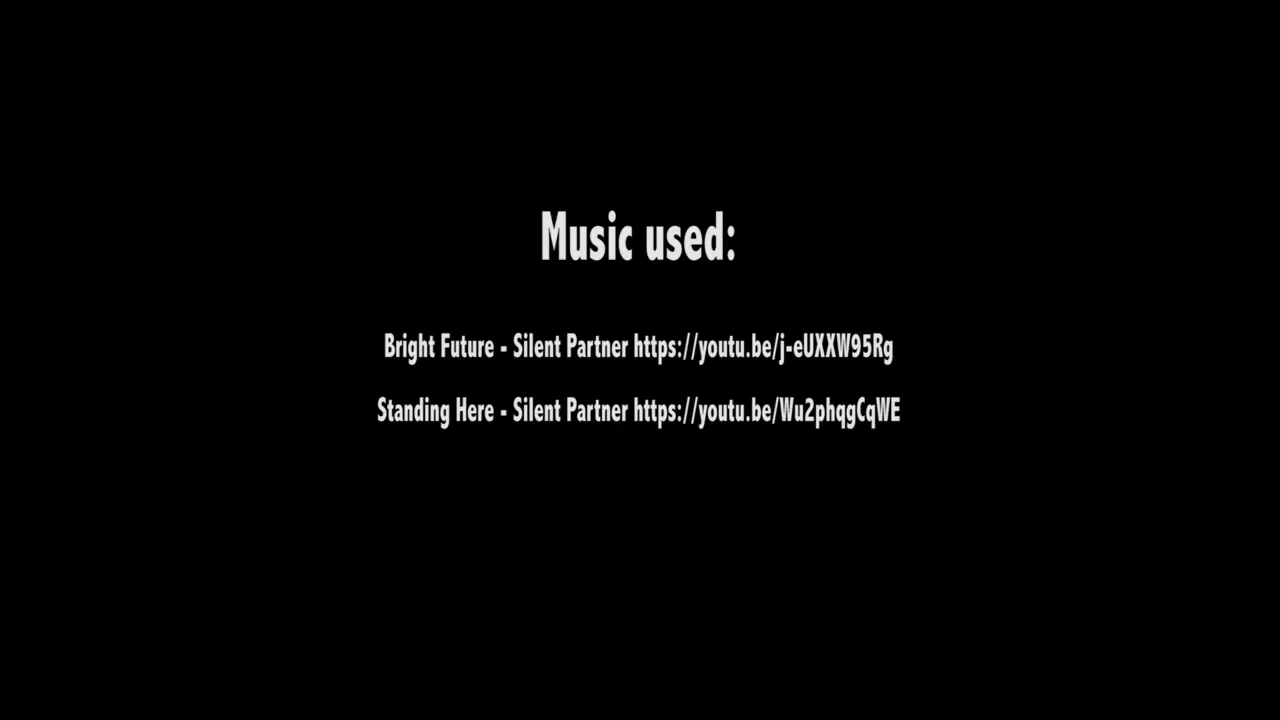 Music used:
Bright Future - Silent Partner https://youtu.be/j-eUXXW95Rg
Standing Here - Silent Partner https://youtu.be/Wu2phqgCqWE